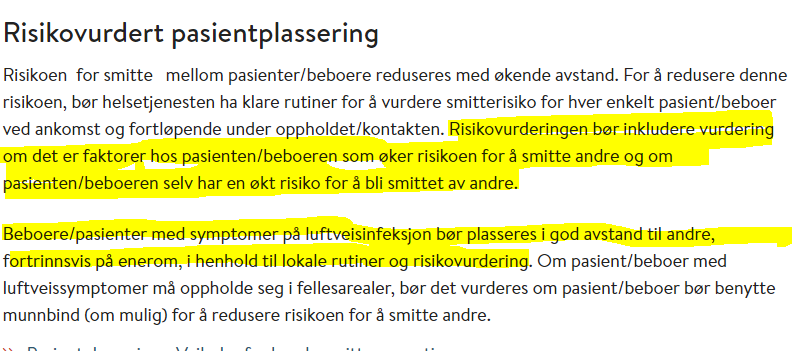 Risikovurdert pasientplassering
Risikoen for smitte mellom pasienter/beboere reduseres med økende avstand. For å redusere denne
risikoen, bør helsetjenesten ha klare rutiner for å vurdere smitterisiko for hver enkelt pasient/beboer
ved ankomst og fortløpende under oppholdet/kontakten. Risikovurderingen bør inkludere vurdering
om det er faktorer hos pasienten/beboeren som øker risikoen for å smitte andre og om
pasienten/beboeren selv har en økt risiko for å bli smittet av andre.
Beboere/pasienter med symptomer på luftveisinfeksjon bør plasseres i god avstand til andre,
fortrinnsvis på enerom, i henhold til lokale rutiner og risikovurdering. Om pasient/beboer med
luftveissymptomer må oppholde seg i fellesarealer, bør det vurderes om pasient/beboer bør benytte
munnbind (om mulig) for å redusere risikoen for å smitte andre.